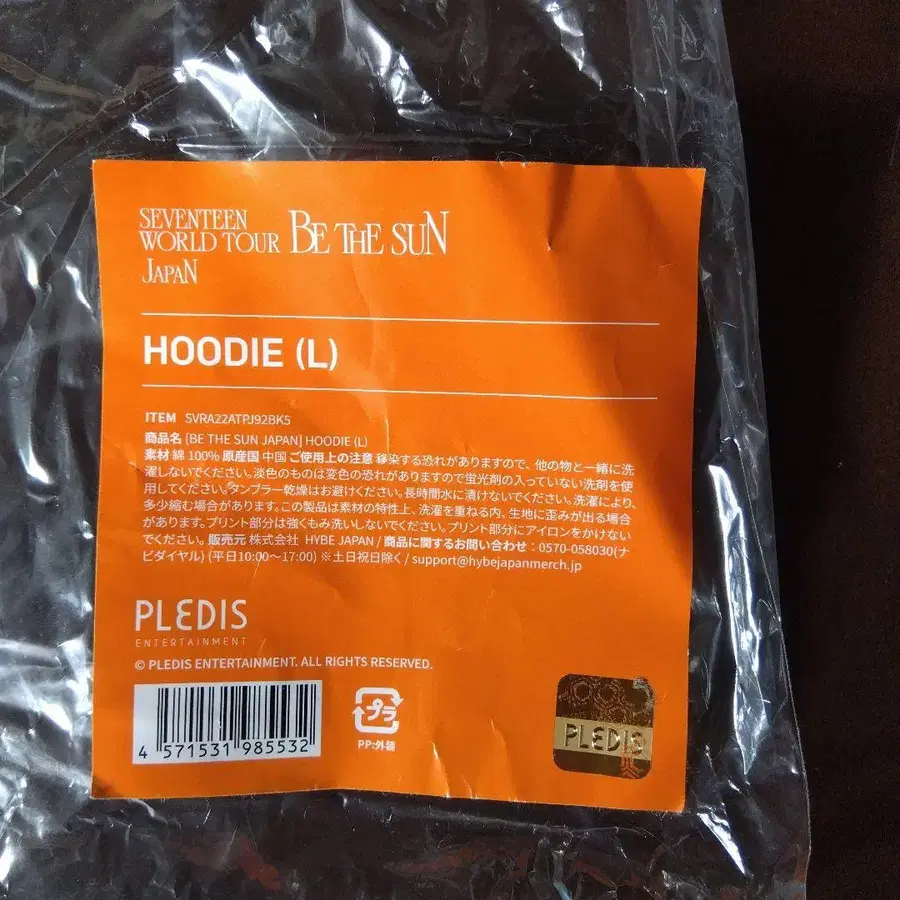 SEVENTEEN
WORLD TOUR BE THE SUN
JAPAN
HOODIE (L)
ITEM SVRA22ATPJ92BK5
商品名 [BE THE SUN JAPAN] HOODIE (L)
素材 綿 100% 原産国 中国 ご使用上の注意 移染する恐れがありますので、他の物と一緒に洗
濯しないでください。淡色のものは変色の恐れがありますので蛍光剤の入っていない洗剤を使
用してください。タンブラー乾燥はお避けください。長時間水に漬けないでください。洗濯により、
多少縮む場合があります。この製品は素材の特性上、洗濯を重ねる内、生地に歪みが出る場合
があります。プリント部分は強くもみ洗いしないでください。プリント部分にアイロンをかけない
でください。販売元 株式会社 HYBE JAPAN / 商品に関するお問い合わせ：0570-058030(ナ
ビダイヤル) (平日10:00〜17:00) ※土日祝日除く / support@hybejapanmerch.jp
PLEDIS
ENTERTAINMENT
© PLEDIS ENTERTAINMENT. ALL RIGHTS RESERVED.
4 571531 985532
プラ
PP:外装
PLEDIS